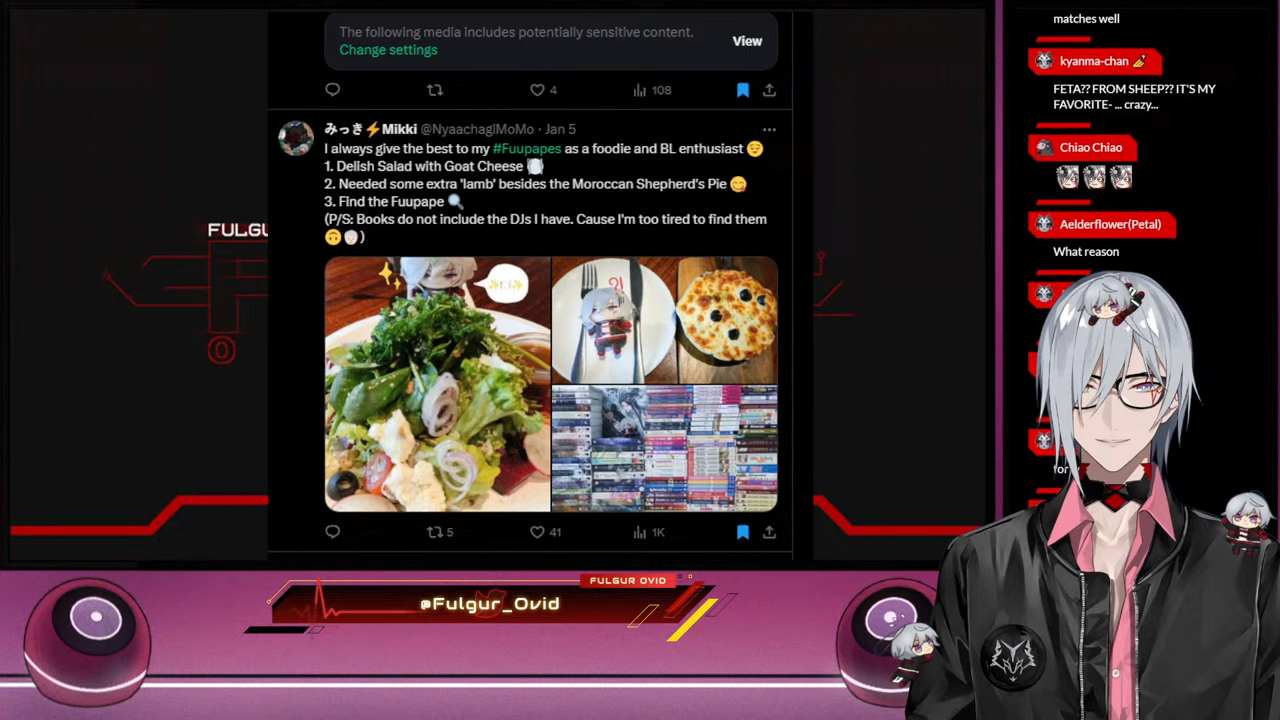 The following media includes potentially sensitive content.
Change settings
View
4
108
みっき⚡Mikki @NyaachagiMoMo · Jan 5
I always give the best to my #Fuupapes as a foodie and BL enthusiast 😌
1. Delish Salad with Goat Cheese
2. Needed some extra 'lamb' besides the Moroccan Shepherd's Pie 😋
3. Find the Fuupape 🔍
(P/S: Books do not include the DJs I have. Cause I'm too tired to find them
🙃)
5
41
1K
FULGU
FULGUR OVID
@Fulgur_Ovid
matches well
kyanma-chan
FETA?? FROM SHEEP?? IT'S MY
FAVORITE- ... crazy...
Chiao Chiao
Aelderflower(Petal)
What reason